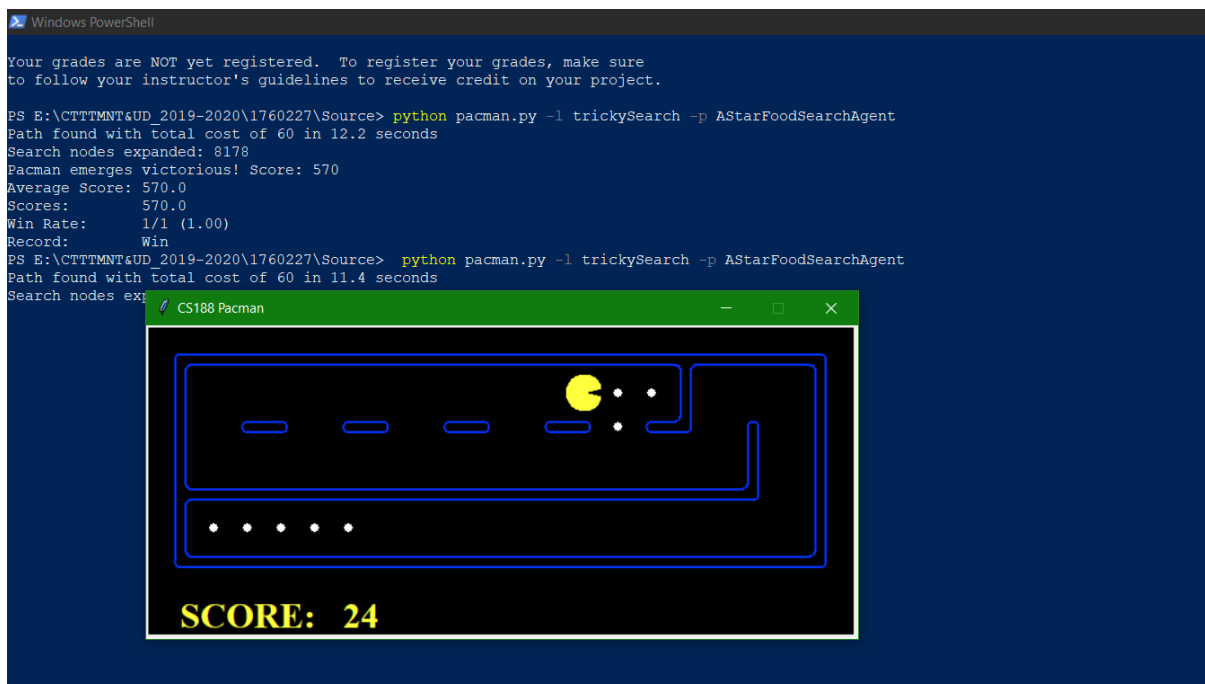 Windows PowerShell
Your grades are NOT yet registered.  To register your grades, make sure
to follow your instructor's guidelines to receive credit on your project.
PS E:\CTTTMNT&UD_2019-2020\1760227\Source> python pacman.py -l trickySearch -p AStarFoodSearchAgent
Path found with total cost of 60 in 12.2 seconds
Search nodes expanded: 8178
Pacman emerges victorious! Score: 570
Average Score: 570.0
Scores:        570.0
Win Rate:      1/1 (1.00)
Record:        Win
PS E:\CTTTMNT&UD_2019-2020\1760227\Source>  python pacman.py -l trickySearch -p AStarFoodSearchAgent
Path found with total cost of 60 in 11.4 seconds
Search nodes exp
CS188 Pacman
SCORE: 24